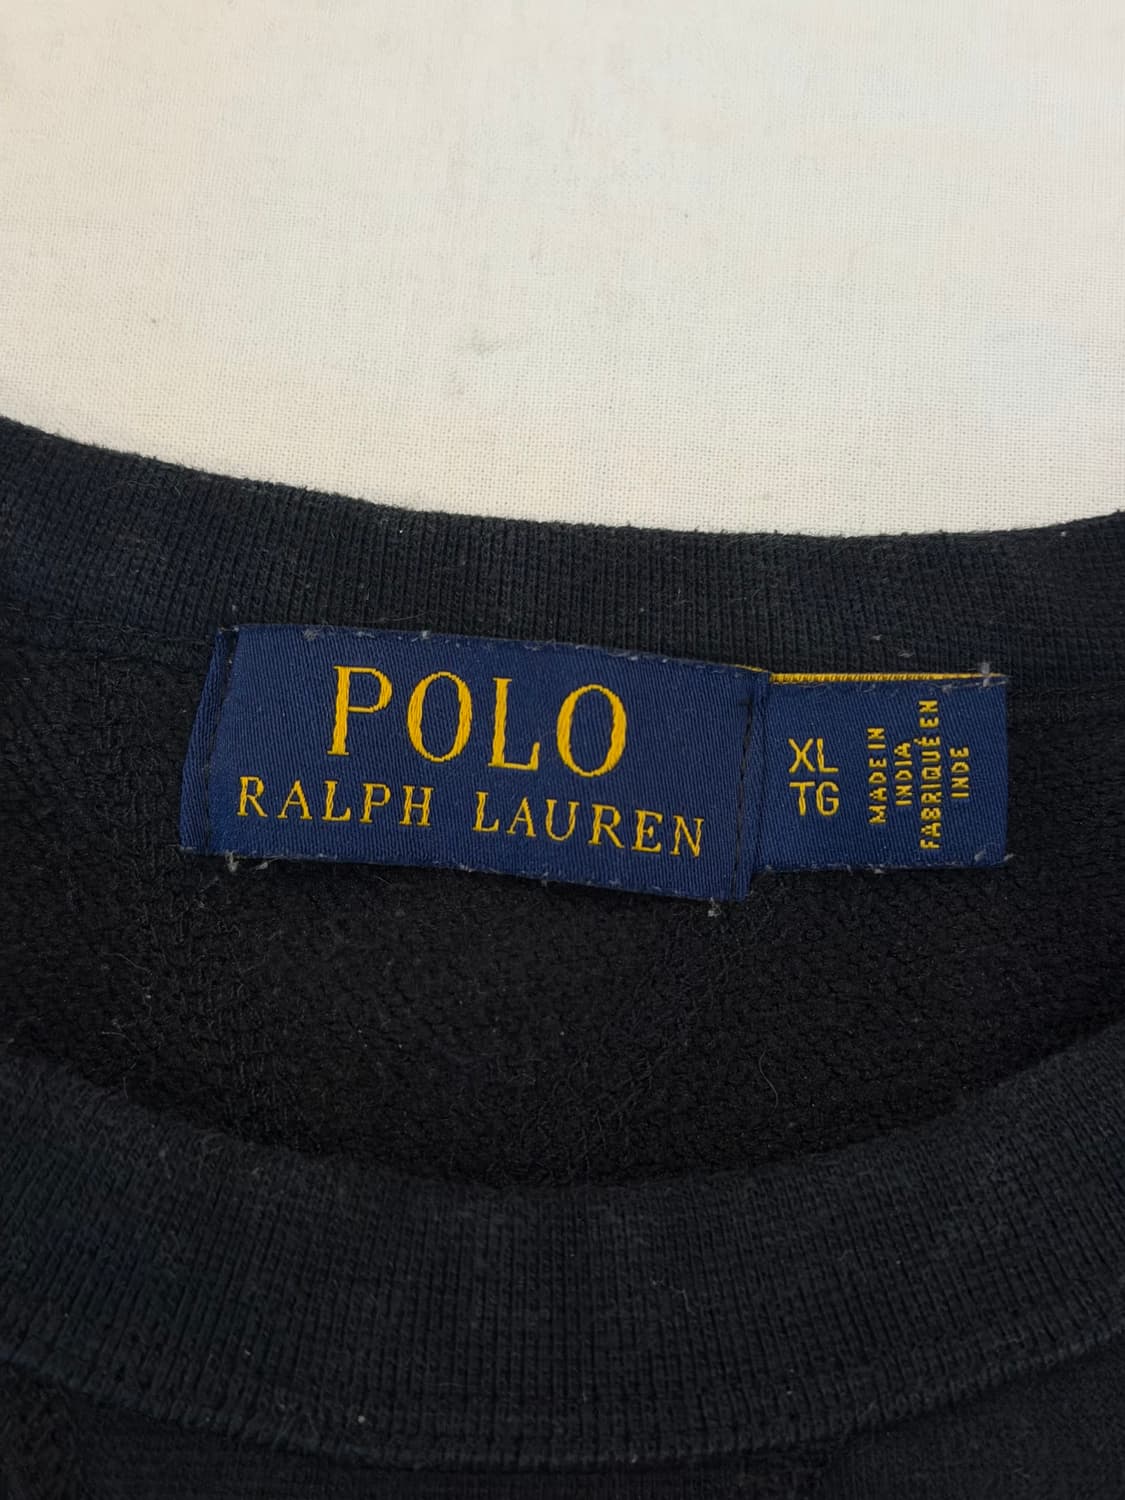 POLO
RALPH LAUREN
XL
TG
MADE IN
INDIA
FABRIQUÉ EN
INDE